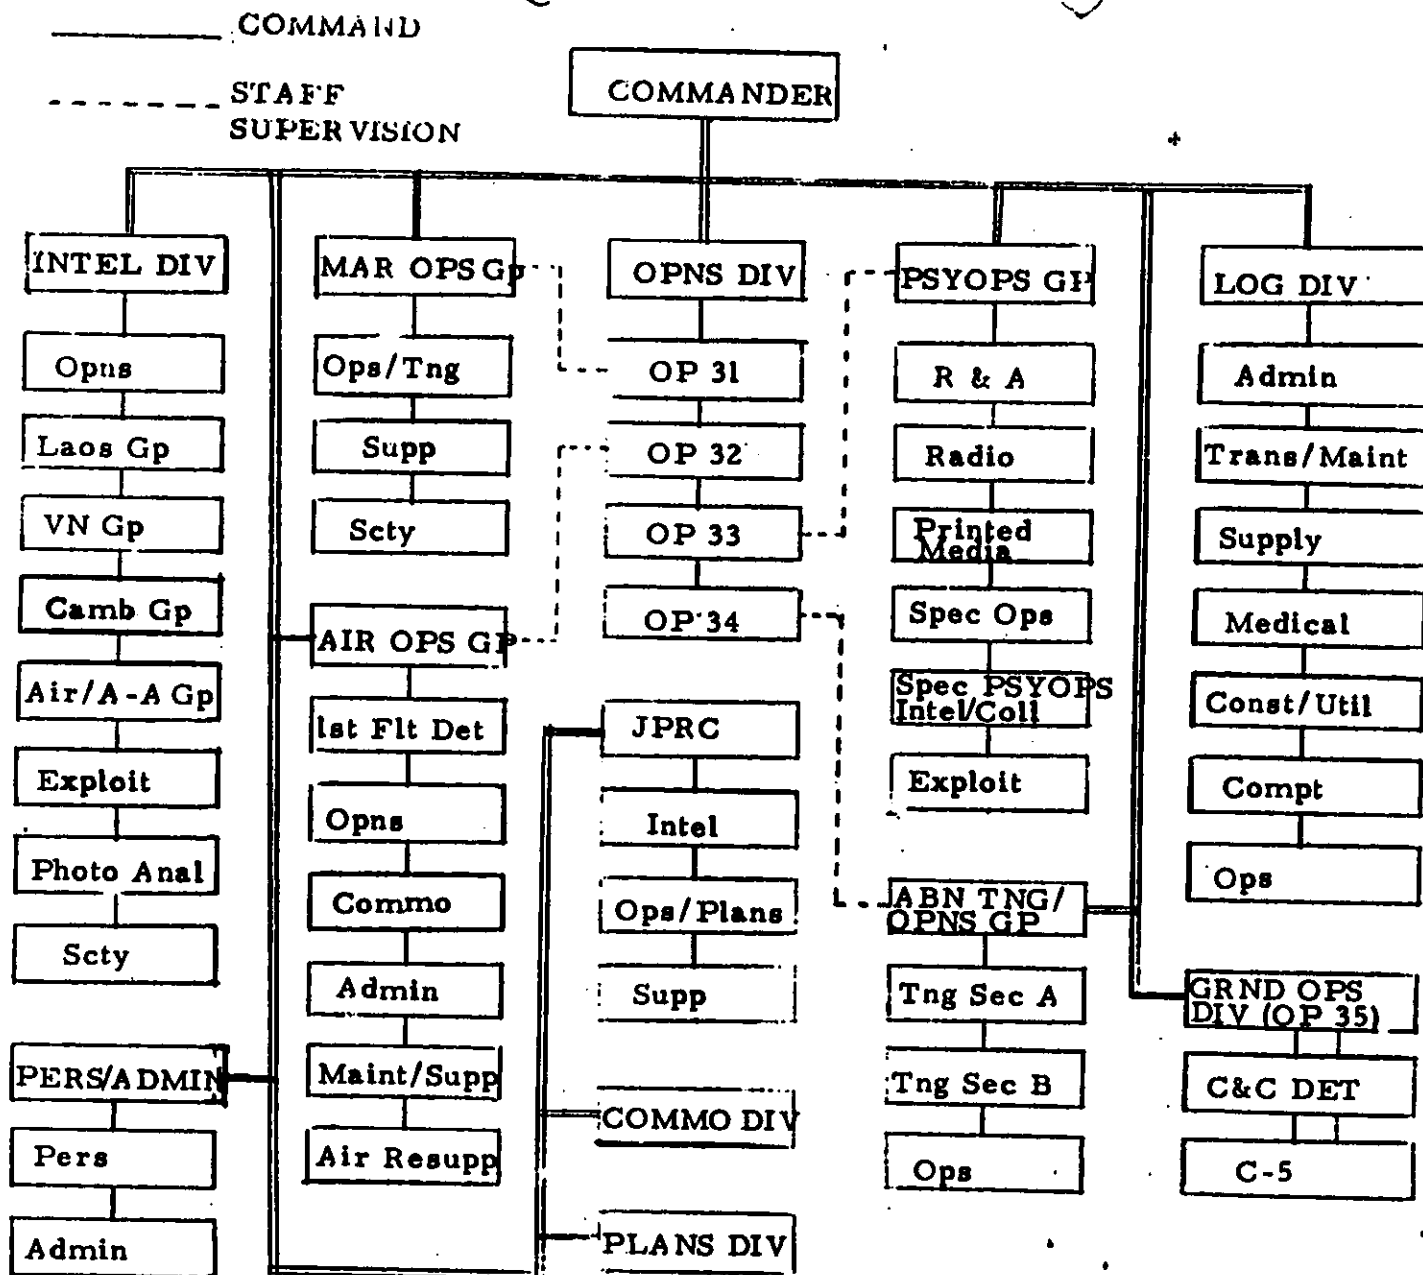 COMMAND
STAFF
SUPERVISION
COMMANDER
INTEL DIV
Opns
Laos Gp
VN Gp
Camb Gp
Air/A-A Gp
Exploit
Photo Anal
Scty
PERS/ADMIN
Pers
Admin
MAR OPS Gp
Ops/Tng
Supp
Scty
AIR OPS GP
1st Flt Det
Opns
Commo
Admin
Maint/Supp
Air Resupp
OPNS DIV
OP 31
OP 32
OP 33
OP 34
JPRC
Intel
Ops/Plans
Supp
COMMO DIV
PLANS DIV
PSYOPS GP
R & A
Radio
Printed
Media
Spec Ops
Spec PSYOPS
Intel/Coll
Exploit
ABN TNG/
OPNS GP
Tng Sec A
Tng Sec B
Ops
LOG DIV
Admin
Trans/Maint
Supply
Medical
Const/Util
Compt
Ops
GRND OPS
DIV (OP 35)
C&C DET
C-5